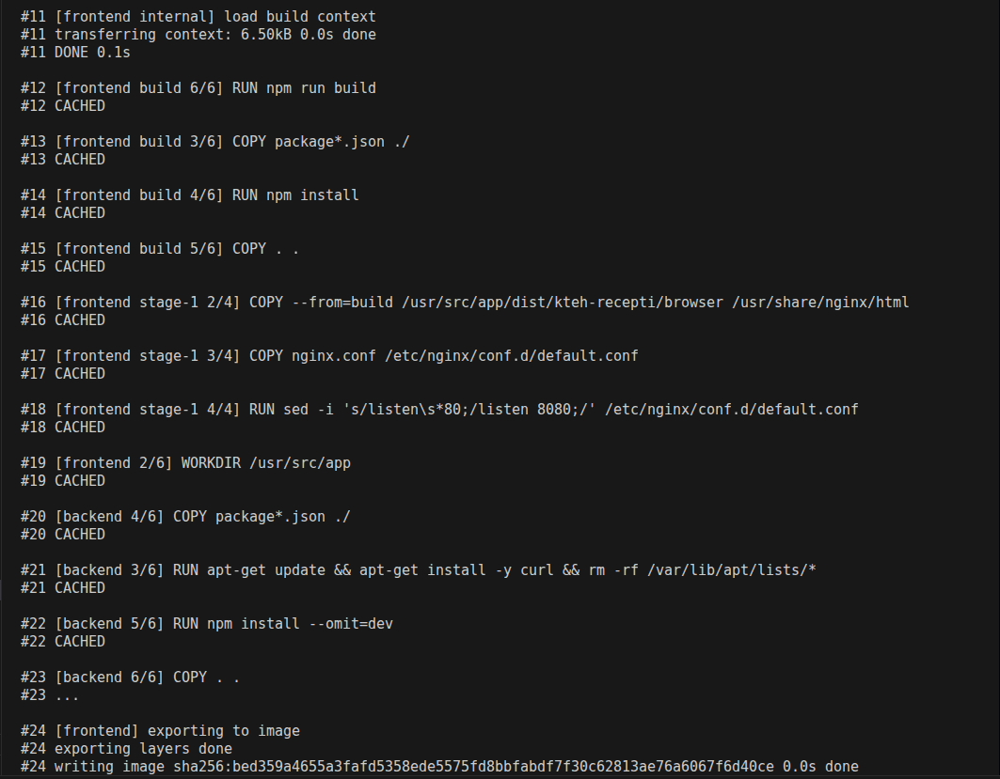 #11 [frontend internal] load build context
#11 transferring context: 6.50kB 0.0s done
#11 DONE 0.1s
#12 [frontend build 6/6] RUN npm run build
#12 CACHED
#13 [frontend build 3/6] COPY package*.json ./
#13 CACHED
#14 [frontend build 4/6] RUN npm install
#14 CACHED
#15 [frontend build 5/6] COPY . .
#15 CACHED
#16 [frontend stage-1 2/4] COPY --from=build /usr/src/app/dist/kteh-recepti/browser /usr/share/nginx/html
#16 CACHED
#17 [frontend stage-1 3/4] COPY nginx.conf /etc/nginx/conf.d/default.conf
#17 CACHED
#18 [frontend stage-1 4/4] RUN sed -i 's/listen\s*80;/listen 8080;/' /etc/nginx/conf.d/default.conf
#18 CACHED
#19 [frontend 2/6] WORKDIR /usr/src/app
#19 CACHED
#20 [backend 4/6] COPY package*.json ./
#20 CACHED
#21 [backend 3/6] RUN apt-get update && apt-get install -y curl && rm -rf /var/lib/apt/lists/*
#21 CACHED
#22 [backend 5/6] RUN npm install --omit=dev
#22 CACHED
#23 [backend 6/6] COPY . .
#23 ...
#24 [frontend] exporting to image
#24 exporting layers done
#24 writing image sha256:bed359a4655a3fafd5358ede5575fd8bbfabdf7f30c62813ae76a6067f6d40ce 0.0s done